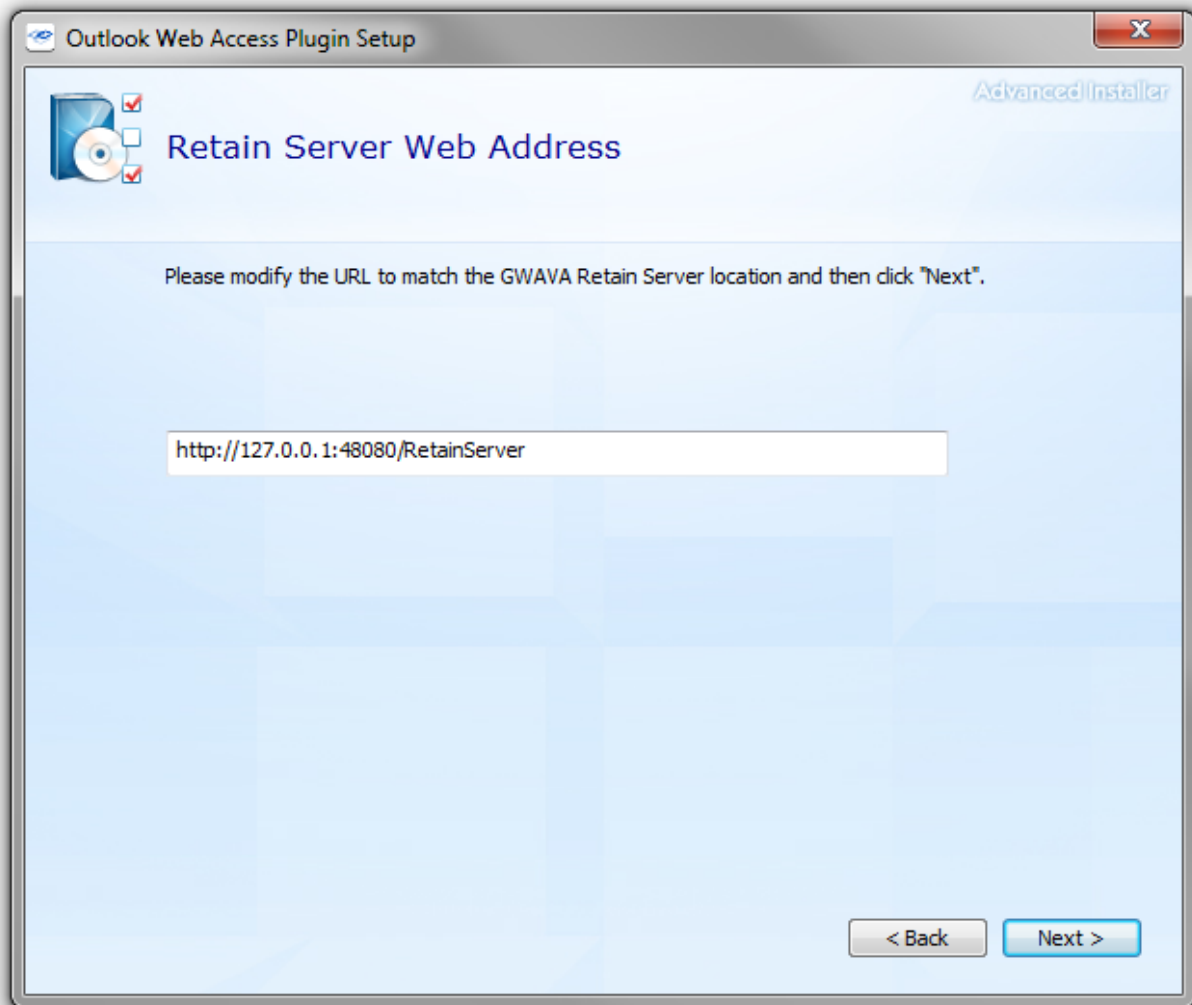 Outlook Web Access Plugin Setup
Advanced Installer
Retain Server Web Address
Please modify the URL to match the GWAVA Retain Server location and then click "Next".
http://127.0.0.1:48080/RetainServer
< Back
Next >